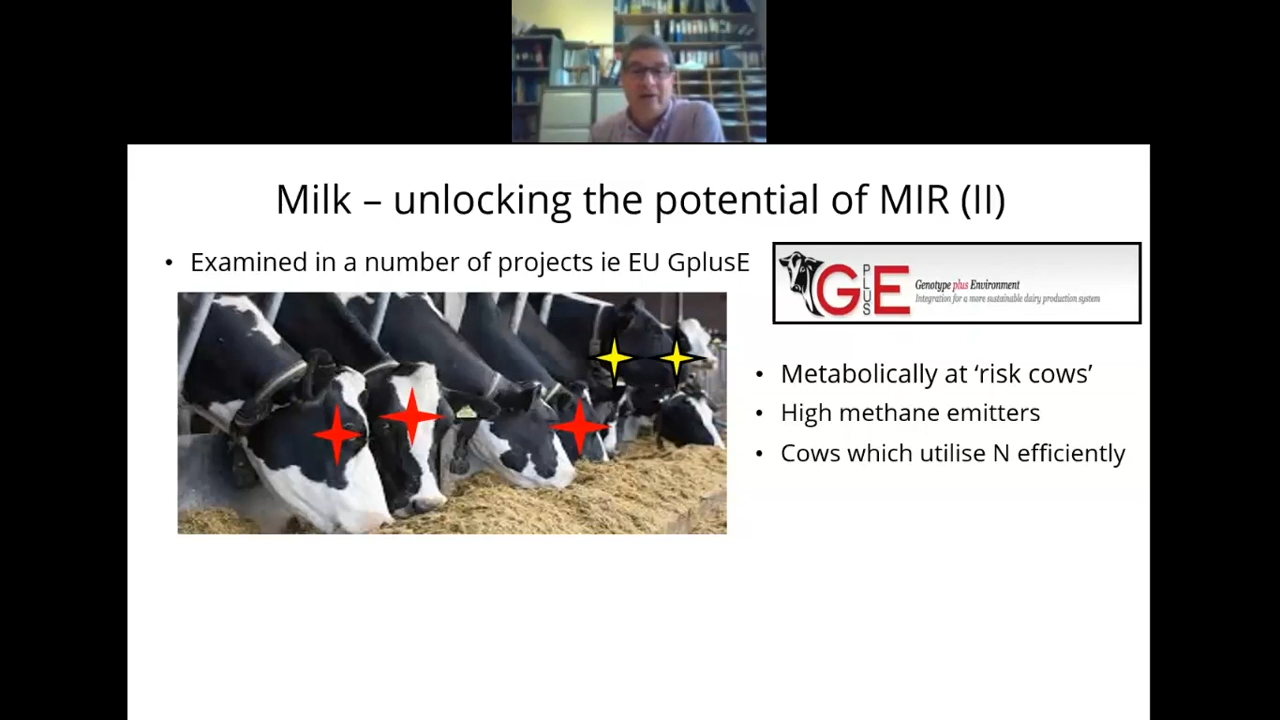 Milk – unlocking the potential of MIR (II)
• Examined in a number of projects ie EU GplusE
G PLUS E
Genotype plus Environment
Integration for a more sustainable dairy production system
• Metabolically at ‘risk cows’
• High methane emitters
• Cows which utilise N efficiently